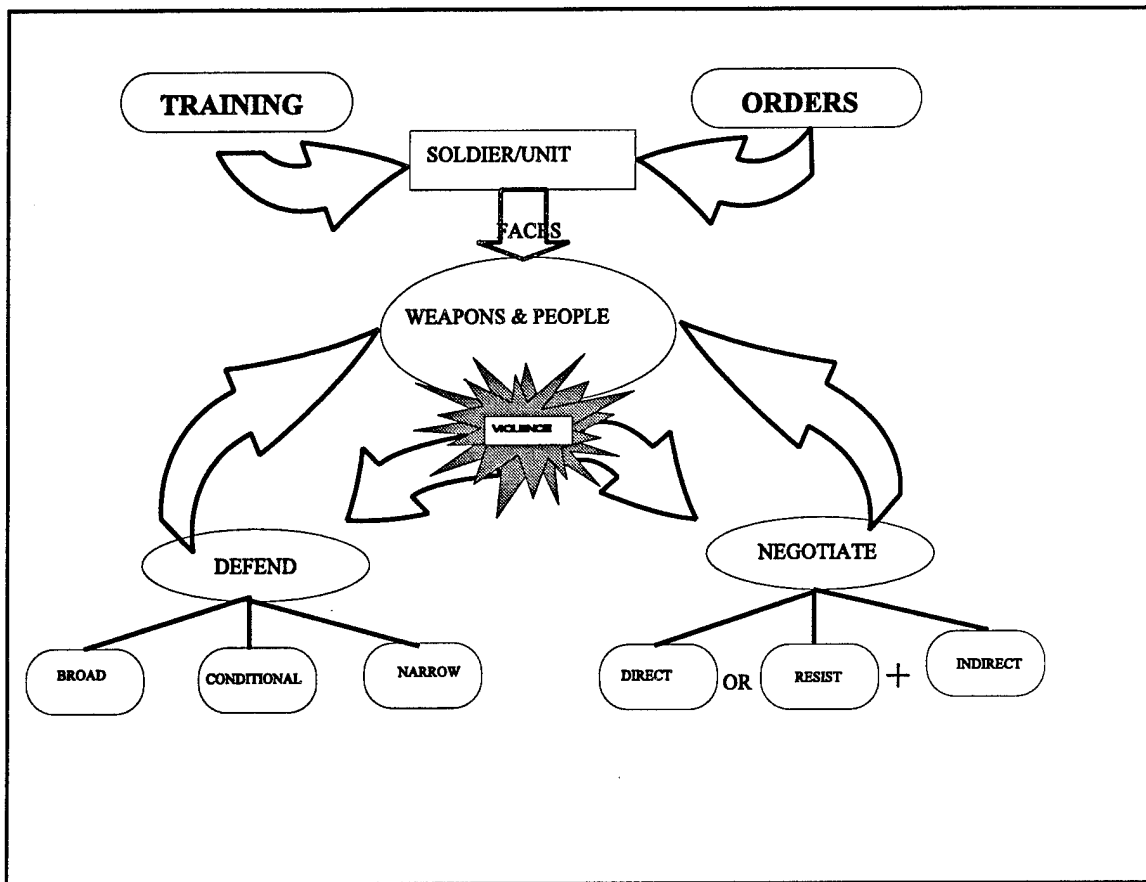 TRAINING
ORDERS
SOLDIER/UNIT
FACES
WEAPONS & PEOPLE
VIOLENCE
DEFEND
NEGOTIATE
BROAD
CONDITIONAL
NARROW
DIRECT
OR
RESIST
+
INDIRECT